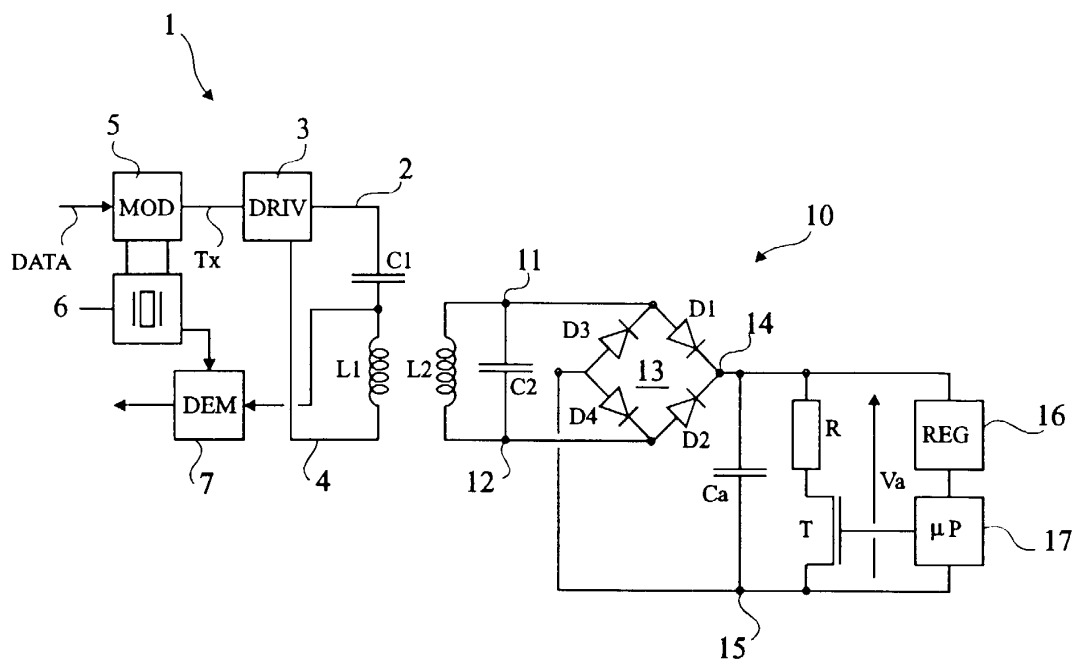 1
5
3
2
MOD
DRIV
DATA
Tx
C1
10
6
11
D3
D1
14
L1
L2
C2
13
DEM
D4
D2
R
REG
16
7
4
12
Ca
Va
T
μP
17
15